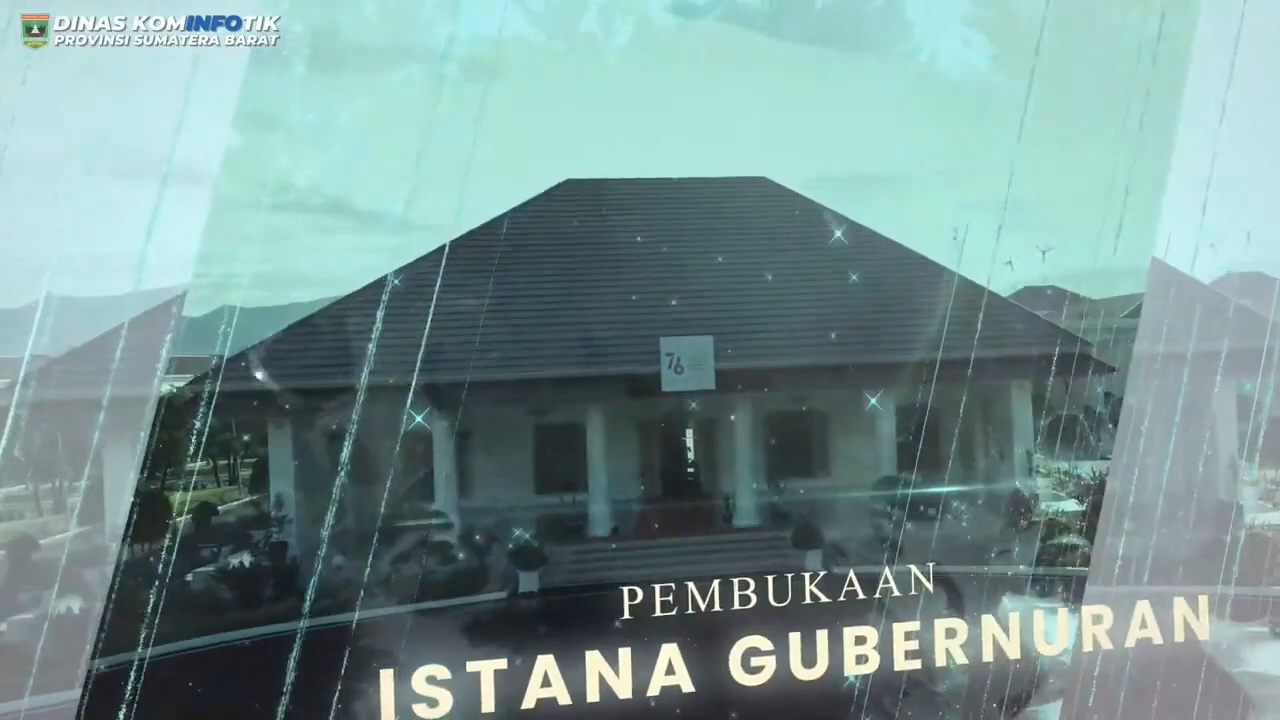 DINAS KOMINFOTIK
PROVINSI SUMATERA BARAT
76
PEMBUKAAN
ISTANA GUBERNURAN